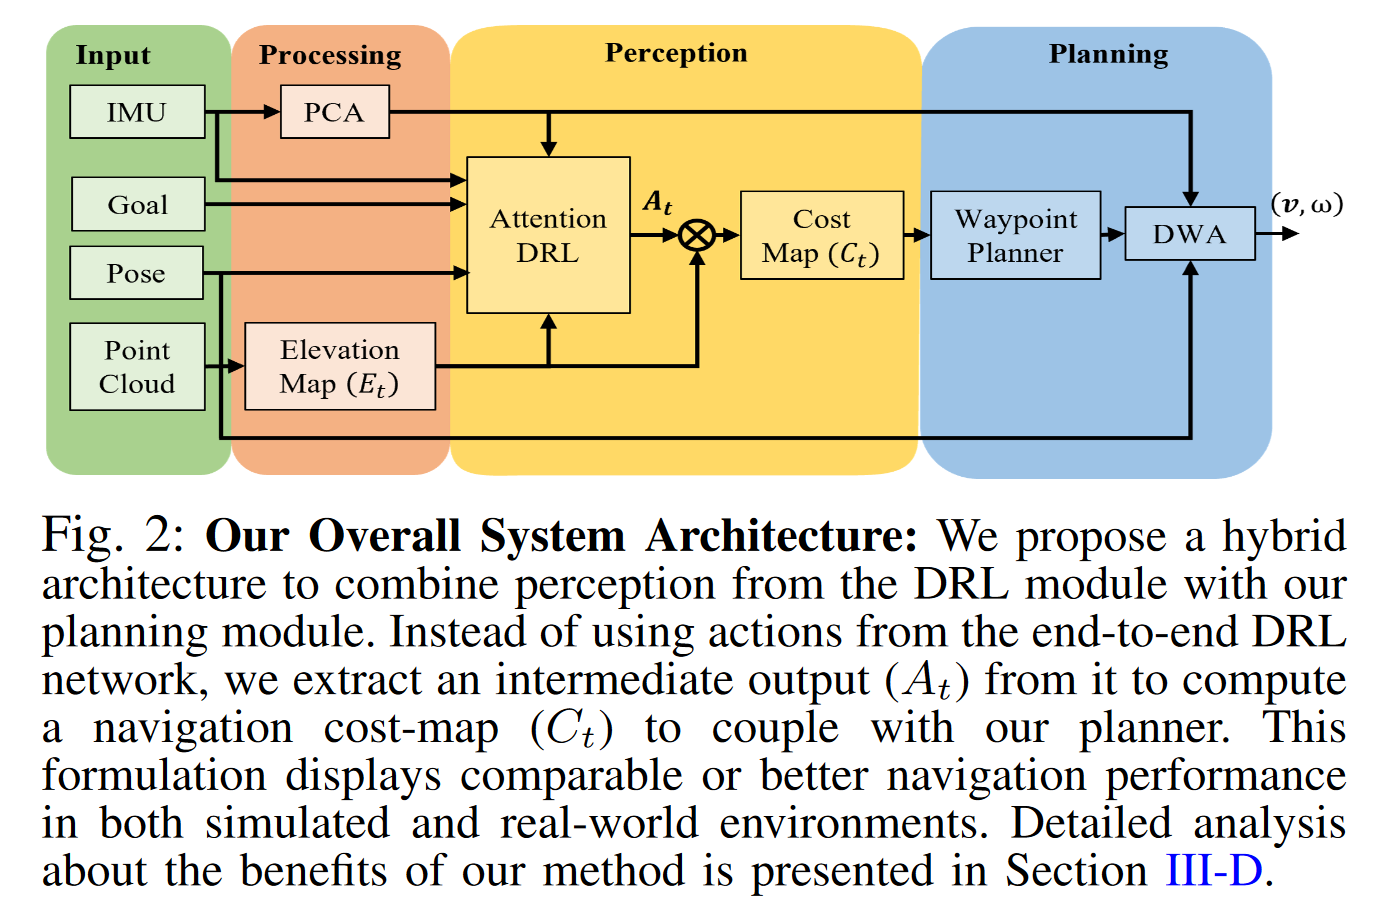 Input
Processing
Perception
Planning
IMU
PCA
Goal
Pose
Point
Cloud
Elevation
Map (E_t)
Attention
DRL
A_t
Cost
Map (C_t)
Waypoint
Planner
DWA
(v, ω)
Fig. 2: Our Overall System Architecture: We propose a hybrid
architecture to combine perception from the DRL module with our
planning module. Instead of using actions from the end-to-end DRL
network, we extract an intermediate output (A_t) from it to compute
a navigation cost-map (C_t) to couple with our planner. This
formulation displays comparable or better navigation performance
in both simulated and real-world environments. Detailed analysis
about the benefits of our method is presented in Section III-D.